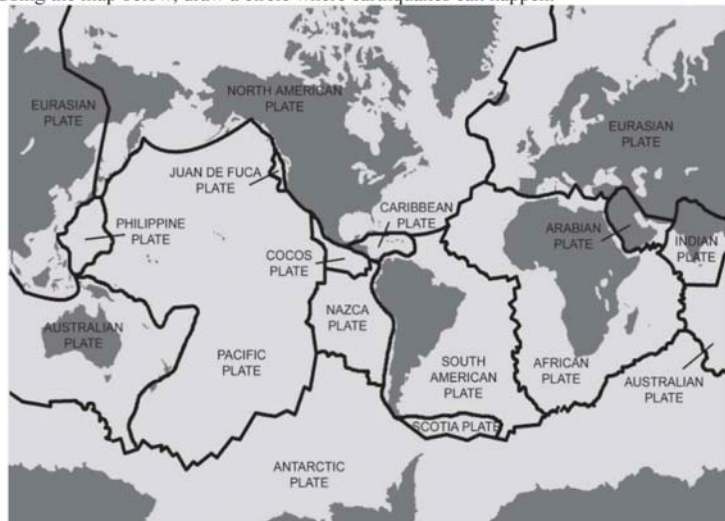 NORTH AMERICAN
PLATE
EURASIAN
PLATE
EURASIAN
PLATE
JUAN DE FUCA
PLATE
CARIBBEAN
PLATE
PHILIPPINE
PLATE
ARABIAN
PLATE
INDIAN
PLATE
COCOS
PLATE
NAZCA
PLATE
AUSTRALIAN
PLATE
PACIFIC
PLATE
SOUTH
AMERICAN
PLATE
AFRICAN
PLATE
AUSTRALIAN
PLATE
SCOTIA PLATE
ANTARCTIC
PLATE